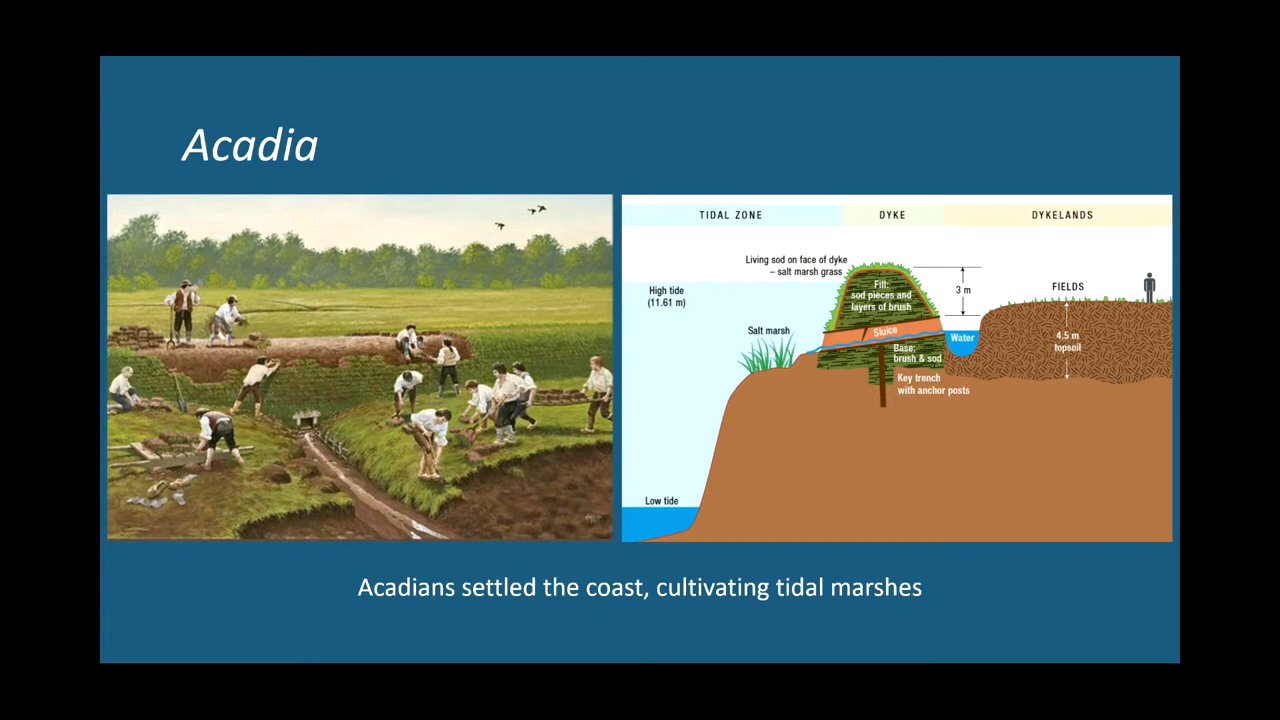 Acadia
TIDAL ZONE
DYKE
DYKELANDS
Living sod on face of dyke
– salt marsh grass
High tide
(11.61 m)
Fill:
sod pieces and
layers of brush
3 m
FIELDS
Salt marsh
Sluice
Water
4.5 m
topsoil
Base:
brush & sod
Key trench
with anchor posts
Low tide
Acadians settled the coast, cultivating tidal marshes